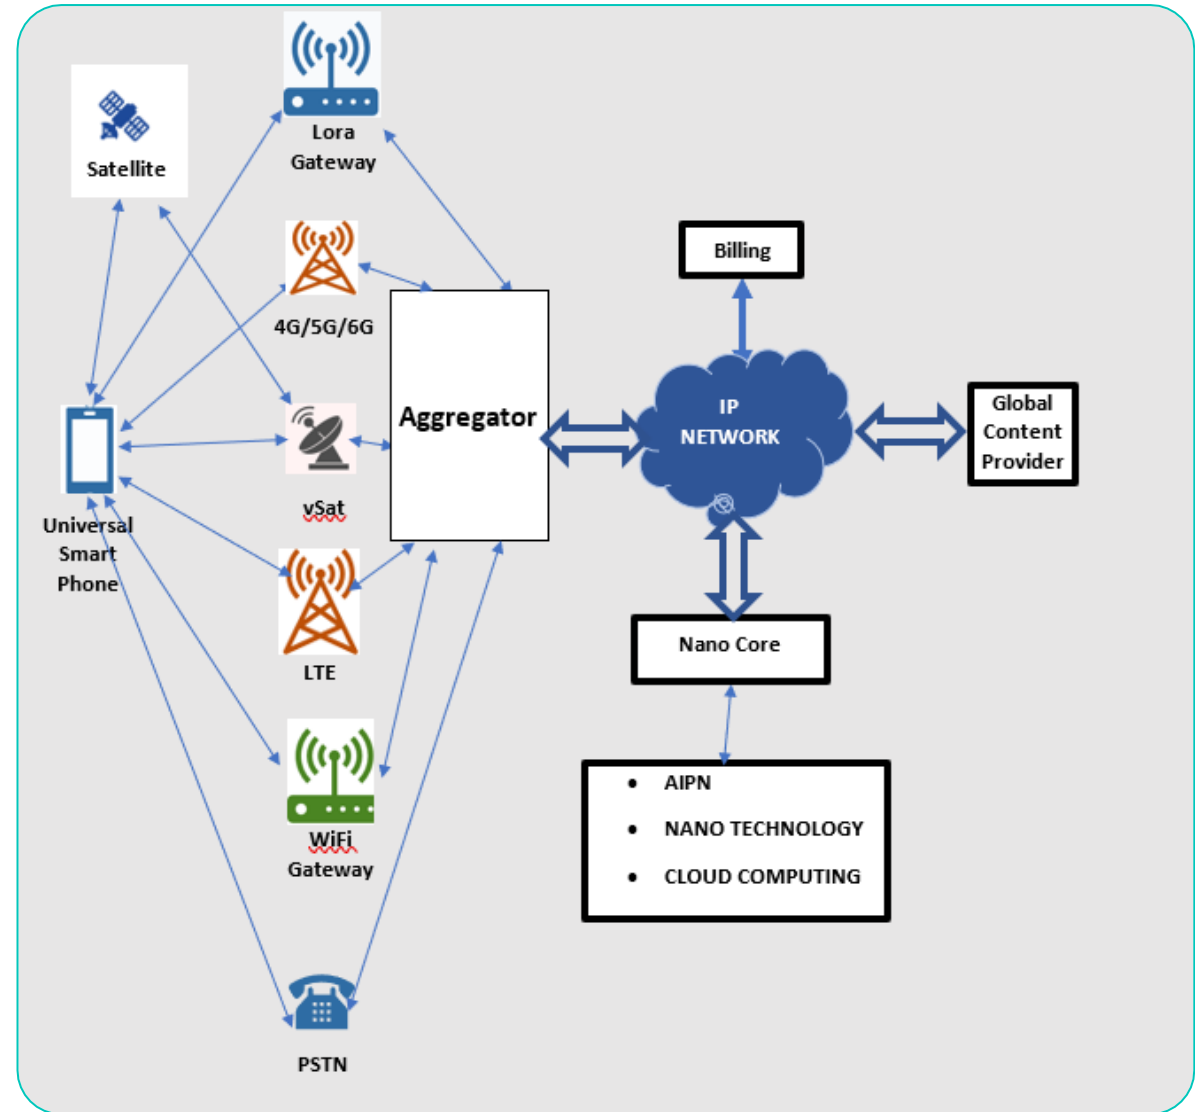 Satellite
Lora
Gateway
4G/5G/6G
vSat
LTE
WiFi
Gateway
PSTN
Universal
Smart
Phone
Aggregator
Billing
IP
NETWORK
Global
Content
Provider
Nano Core
• AIPN
• NANO TECHNOLOGY
• CLOUD COMPUTING